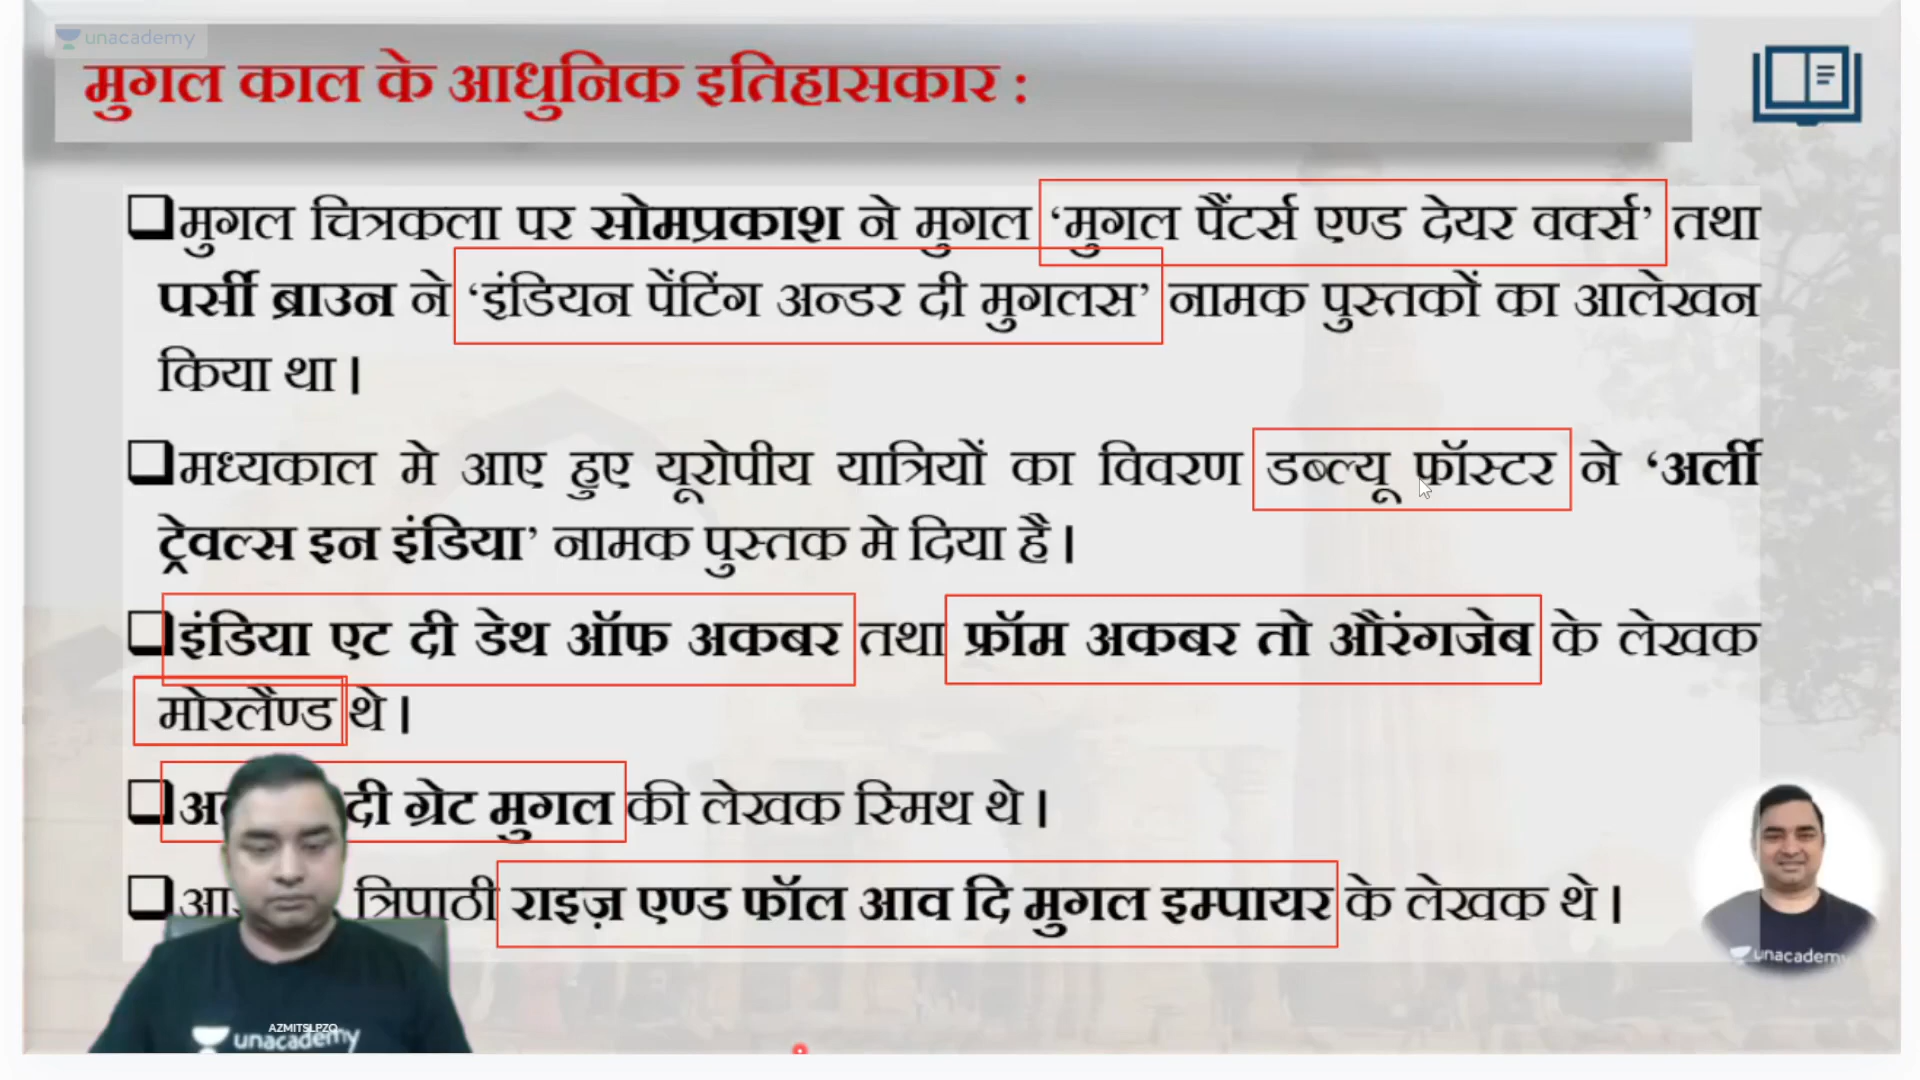 unacademy
मुगल काल के आधुनिक इतिहासकार :
मुगल चित्रकला पर सोमप्रकाश ने मुगल ‘मुगल पैंटर्स एण्ड देयर वर्क्स’ तथा
पर्सी ब्राउन ने ‘इंडियन पेंटिंग अन्डर दी मुगलस’ नामक पुस्तकों का आलेखन
किया था।
मध्यकाल मे आए हुए यूरोपीय यात्रियों का विवरण डब्ल्यू फॉस्टर ने ‘अर्ली
ट्रेवल्स इन इंडिया’ नामक पुस्तक मे दिया है।
इंडिया एट दी डेथ ऑफ अकबर तथा फ्रॉम अकबर तो औरंगजेब के लेखक
मोरलैण्ड थे।
दी ग्रेट मुगल की लेखक स्मिथ थे।
त्रिपाठी राइज़ एण्ड फॉल आव दि मुगल इम्पायर के लेखक थे।
unacademy
AZMITSLPZQ
unacademy